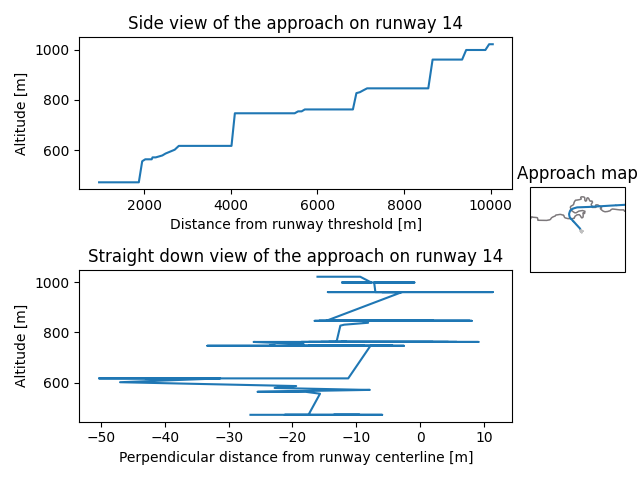 Side view of the approach on runway 14
1000
800
600
Altitude [m]
2000 4000 6000 8000 10000
Distance from runway threshold [m]
Approach map
Straight down view of the approach on runway 14
1000
800
600
Altitude [m]
−50 −40 −30 −20 −10 0 10
Perpendicular distance from runway centerline [m]